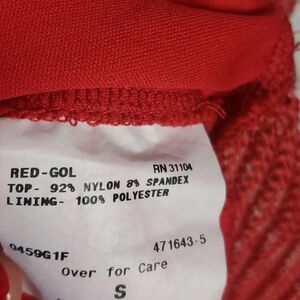 RED-GOL RN 31104
TOP- 92% NYLON 8% SPANDEX
LINING- 100% POLYESTER
0459G1F 471643-5
Over for Care
S